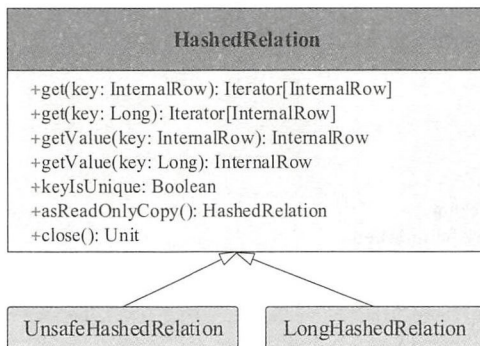 HashedRelation
+get(key: InternalRow): Iterator[InternalRow]
+get(key: Long): Iterator[InternalRow]
+getValue(key: InternalRow): InternalRow
+getValue(key: Long): InternalRow
+keyIsUnique: Boolean
+asReadOnlyCopy(): HashedRelation
+close(): Unit
UnsafeHashedRelation
LongHashedRelation